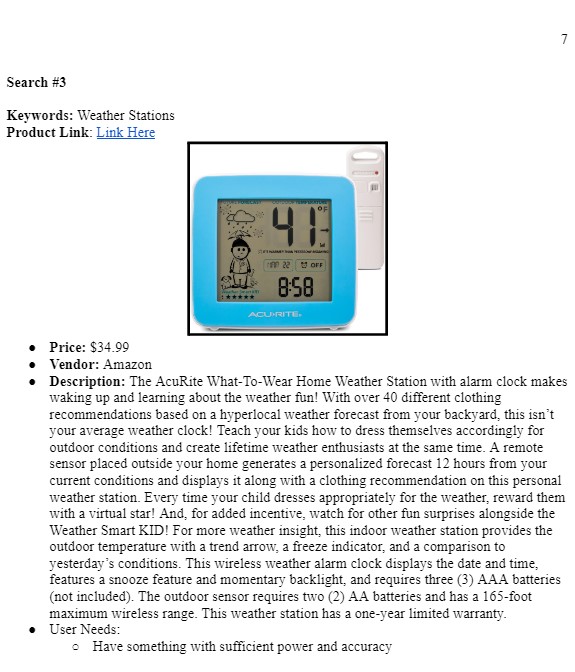 7
Search #3
Keywords: Weather Stations
Product Link: Link Here
41 °F
MAR 22 OFF
8:58
ACURITE.
● Price: $34.99
● Vendor: Amazon
● Description: The AcuRite What-To-Wear Home Weather Station with alarm clock makes
waking up and learning about the weather fun! With over 40 different clothing
recommendations based on a hyperlocal weather forecast from your backyard, this isn’t
your average weather clock! Teach your kids how to dress themselves accordingly for
outdoor conditions and create lifetime weather enthusiasts at the same time. A remote
sensor placed outside your home generates a personalized forecast 12 hours from your
current conditions and displays it along with a clothing recommendation on this personal
weather station. Every time your child dresses appropriately for the weather, reward them
with a virtual star! And, for added incentive, watch for other fun surprises alongside the
Weather Smart KID! For more weather insight, this indoor weather station provides the
outdoor temperature with a trend arrow, a freeze indicator, and a comparison to
yesterday’s conditions. This wireless weather alarm clock displays the date and time,
features a snooze feature and momentary backlight, and requires three (3) AAA batteries
(not included). The outdoor sensor requires two (2) AA batteries and has a 165-foot
maximum wireless range. This weather station has a one-year limited warranty.
● User Needs:
○ Have something with sufficient power and accuracy